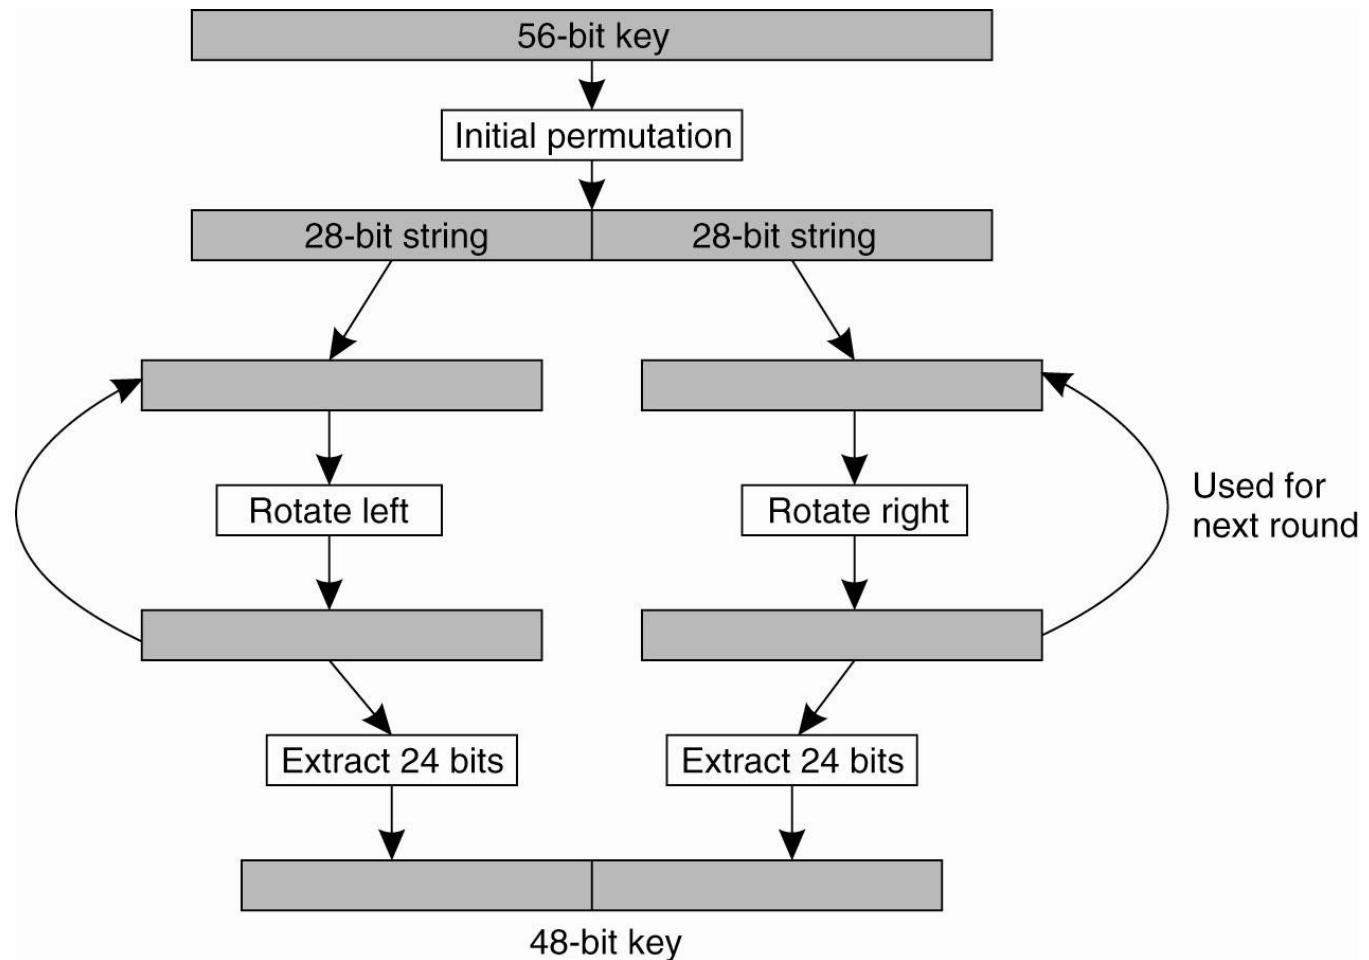 56-bit key
Initial permutation
28-bit string
28-bit string
Rotate left
Rotate right
Used for
next round
Extract 24 bits
Extract 24 bits
48-bit key